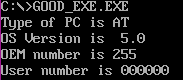 C:\>GOOD_EXE.EXE
Type of PC is AT
OS Version is  5.0
OEM number is 255
User number is 000000